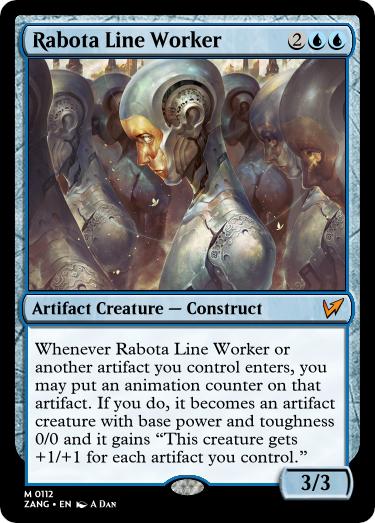 Rabota Line Worker 2
Artifact Creature — Construct
Whenever Rabota Line Worker or
another artifact you control enters, you
may put an animation counter on that
artifact. If you do, it becomes an artifact
creature with base power and toughness
0/0 and it gains “This creature gets
+1/+1 for each artifact you control.”
3/3
M 0112
ZANG • EN A Dan